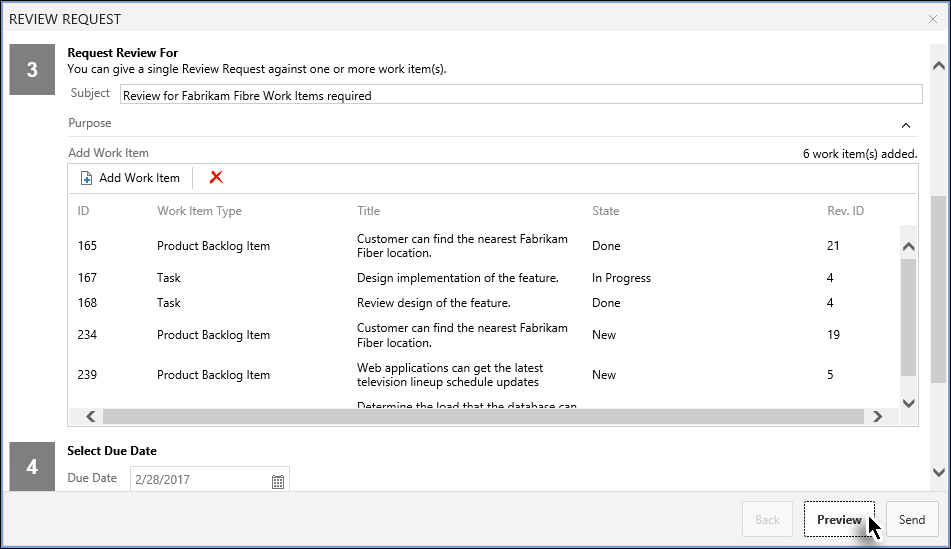 REVIEW REQUEST
3
Request Review For
You can give a single Review Request against one or more work item(s).
Subject Review for Fabrikam Fibre Work Items required
Purpose
Add Work Item 6 work item(s) added.
Add Work Item
ID Work Item Type Title State Rev. ID
165 Product Backlog Item Customer can find the nearest Fabrikam Fiber location. Done 21
167 Task Design implementation of the feature. In Progress 4
168 Task Review design of the feature. Done 4
234 Product Backlog Item Customer can find the nearest Fabrikam Fiber location. New 19
239 Product Backlog Item Web applications can get the latest television lineup schedule updates New 5
Determine the load that the database can
4
Select Due Date
Due Date 2/28/2017
Back Preview Send